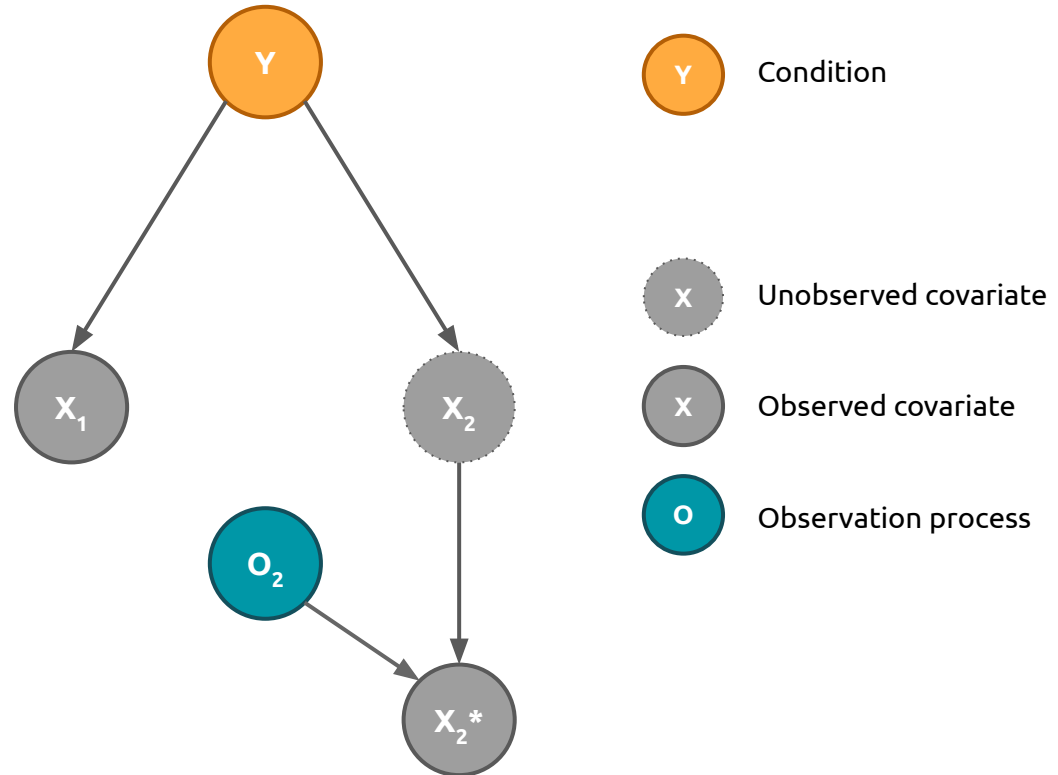 Y
Y Condition
X Unobserved covariate
X₁
X₂
X Observed covariate
O Observation process
O₂
X₂*